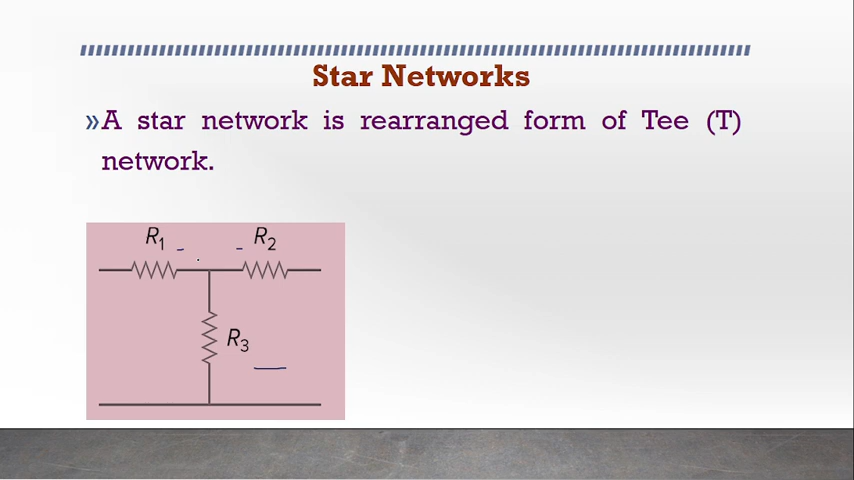 Star Networks
»A star network is rearranged form of Tee (T)
network.
R1 R2
R3